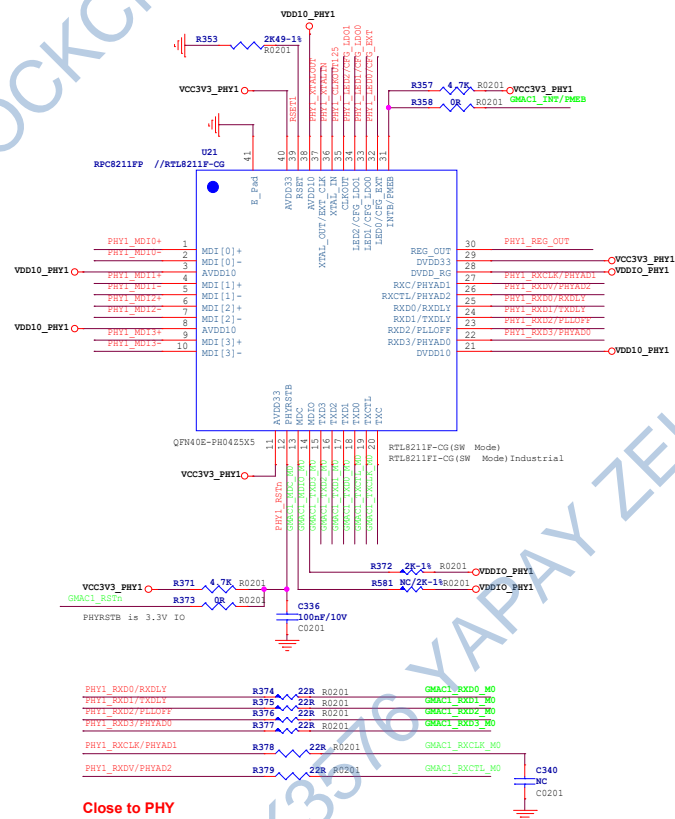 VDD10_PHY1
R353 2K49-1%
R0201
VCC3V3_PHY1
RSET1
PHY1_XTALOUT
PHY1_XTALIN
PHY1_CLKOUT125
PHY1_LED2/CFG_LDO1
PHY1_LED1/CFG_LDO0
PHY1_LED0/CFG_EXT
R357 4.7K R0201 VCC3V3_PHY1
R358 0R R0201 GMAC1_INT/PMEB
U21
RPC8211FP //RTL8211F-CG
41 40 39 38 37 36 35 34 33 32 31
E_Pad
AVDD33
RSET
AVDD10
XTAL_OUT/EXT_CLK
XTAL_IN
CLKOUT
LED2/CFG_LDO1
LED1/CFG_LDO0
LED0/CFG_EXT
INTB/PMEB
PHY1_MDI0+ 1 MDI[0]+
PHY1_MDI0- 2 MDI[0]-
VDD10_PHY1 3 AVDD10
PHY1_MDI1+ 4 MDI[1]+
PHY1_MDI1- 5 MDI[1]-
PHY1_MDI2+ 6 MDI[2]+
PHY1_MDI2- 7 MDI[2]-
VDD10_PHY1 8 AVDD10
PHY1_MDI3+ 9 MDI[3]+
PHY1_MDI3- 10 MDI[3]-
REG_OUT 30 PHY1_REG_OUT
DVDD33 29 VCC3V3_PHY1
DVDD_RG 28 VDDIO_PHY1
RXC/PHYAD1 27 PHY1_RXCLK/PHYAD1
RXCTL/PHYAD2 26 PHY1_RXDV/PHYAD2
RXD0/RXDLY 25 PHY1_RXD0/RXDLY
RXD1/TXDLY 24 PHY1_RXD1/TXDLY
RXD2/PLLOFF 23 PHY1_RXD2/PLLOFF
RXD3/PHYAD0 22 PHY1_RXD3/PHYAD0
DVDD10 21 VDD10_PHY1
AVDD33
PHYRSTB
MDC
MDIO
TXD3
TXD2
TXD1
TXD0
TXCTL
TXC
QFN40E-PH04Z5X5
11 12 13 14 15 16 17 18 19 20
RTL8211F-CG(SW Mode)
RTL8211FI-CG(SW Mode)Industrial
VCC3V3_PHY1
PHY1_RSTn
GMAC1_MDC_M0
GMAC1_MDIO_M0
GMAC1_TXD3_M0
GMAC1_TXD2_M0
GMAC1_TXD1_M0
GMAC1_TXD0_M0
GMAC1_TXCTL_M0
GMAC1_TXCLK_M0
R372 2K-1% R0201 VDDIO_PHY1
R581 NC/2K-1% R0201 VDDIO_PHY1
VCC3V3_PHY1 R371 4.7K R0201
GMAC1_RSTn R373 0R R0201
PHYRSTB is 3.3V IO
C336
100nF/10V
C0201
PHY1_RXD0/RXDLY R374 22R R0201 GMAC1_RXD0_M0
PHY1_RXD1/TXDLY R375 22R R0201 GMAC1_RXD1_M0
PHY1_RXD2/PLLOFF R376 22R R0201 GMAC1_RXD2_M0
PHY1_RXD3/PHYAD0 R377 22R R0201 GMAC1_RXD3_M0
PHY1_RXCLK/PHYAD1 R378 22R R0201 GMAC1_RXCLK_M0
PHY1_RXDV/PHYAD2 R379 22R R0201 GMAC1_RXCTL_M0
C340
NC
C0201
Close to PHY